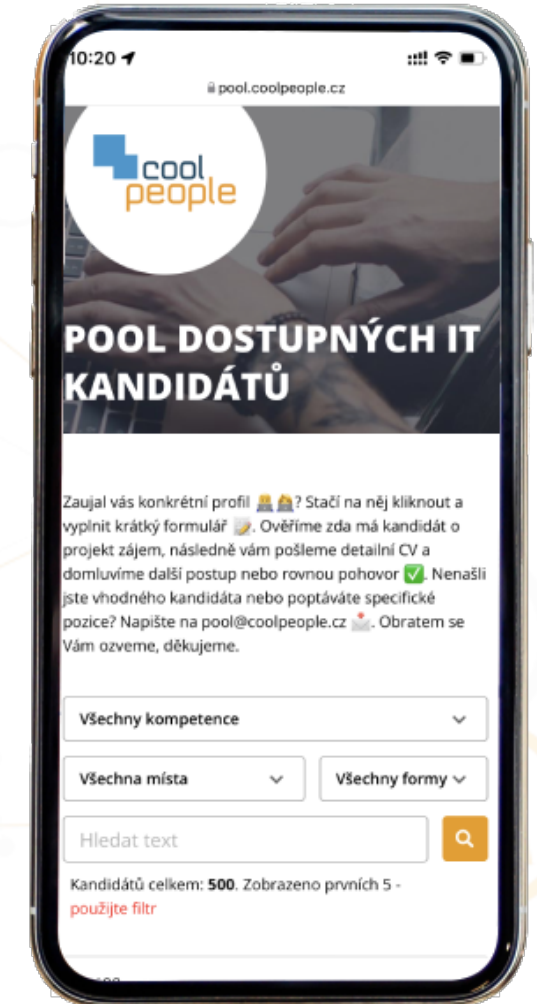 10:20
pool.coolpeople.cz
cool
people
POOL DOSTUPNÝCH IT
KANDIDÁTŮ
Zaujal vás konkrétní profil 👨‍💻 👩‍💻? Stačí na něj kliknout a
vyplnit krátký formulář 📝. Ověříme zda má kandidát o
projekt zájem, následně vám pošleme detailní CV a
domluvíme další postup nebo rovnou pohovor ✅. Nenašli
jste vhodného kandidáta nebo poptáváte specifické
pozice? Napište na pool@coolpeople.cz 📩. Obratem se
Vám ozveme, děkujeme.
Všechny kompetence
Všechna místa
Všechny formy
Hledat text
Kandidátů celkem: 500. Zobrazeno prvních 5 -
použijte filtr